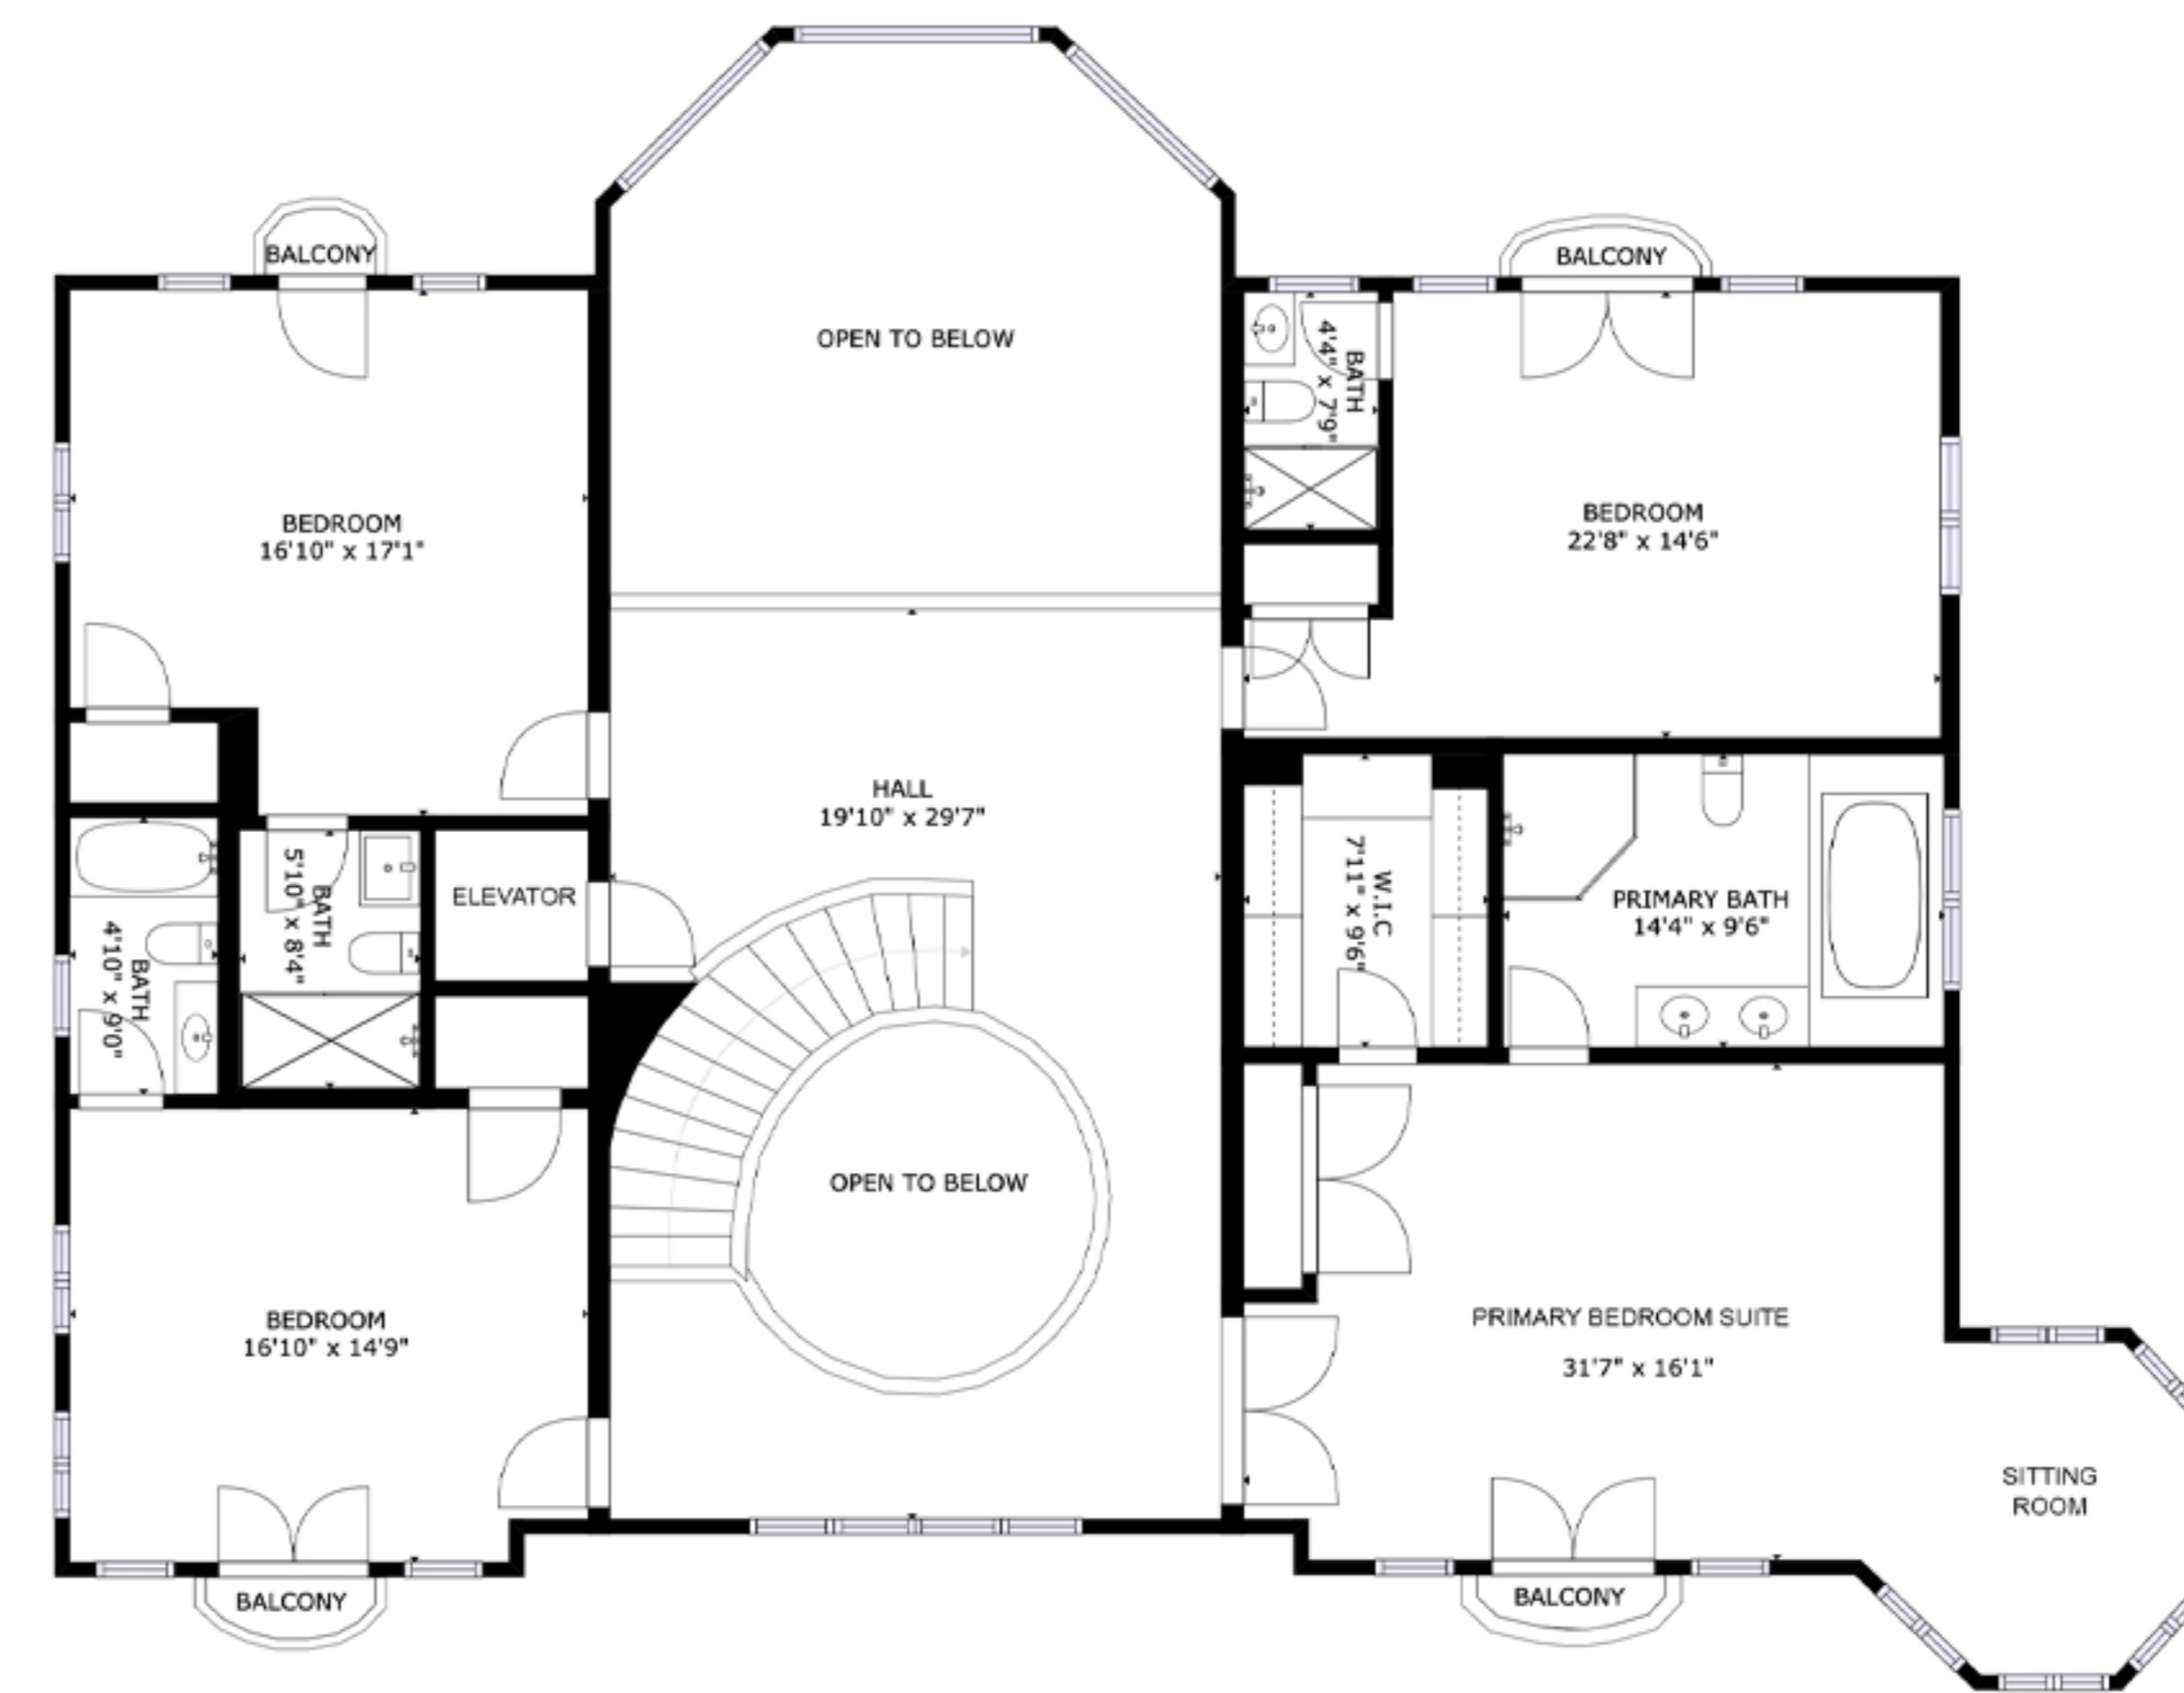 BALCONY
BALCONY
OPEN TO BELOW
BATH
4'4" x 7'9"
BEDROOM
22'8" x 14'6"
BEDROOM
16'10" x 17'1"
HALL
19'10" x 29'7"
ELEVATOR
BATH
5'10" x 8'4"
BATH
4'10" x 9'0"
W.I.C
7'11" x 9'6"
PRIMARY BATH
14'4" x 9'6"
OPEN TO BELOW
BEDROOM
16'10" x 14'9"
PRIMARY BEDROOM SUITE
31'7" x 16'1"
SITTING
ROOM
BALCONY
BALCONY